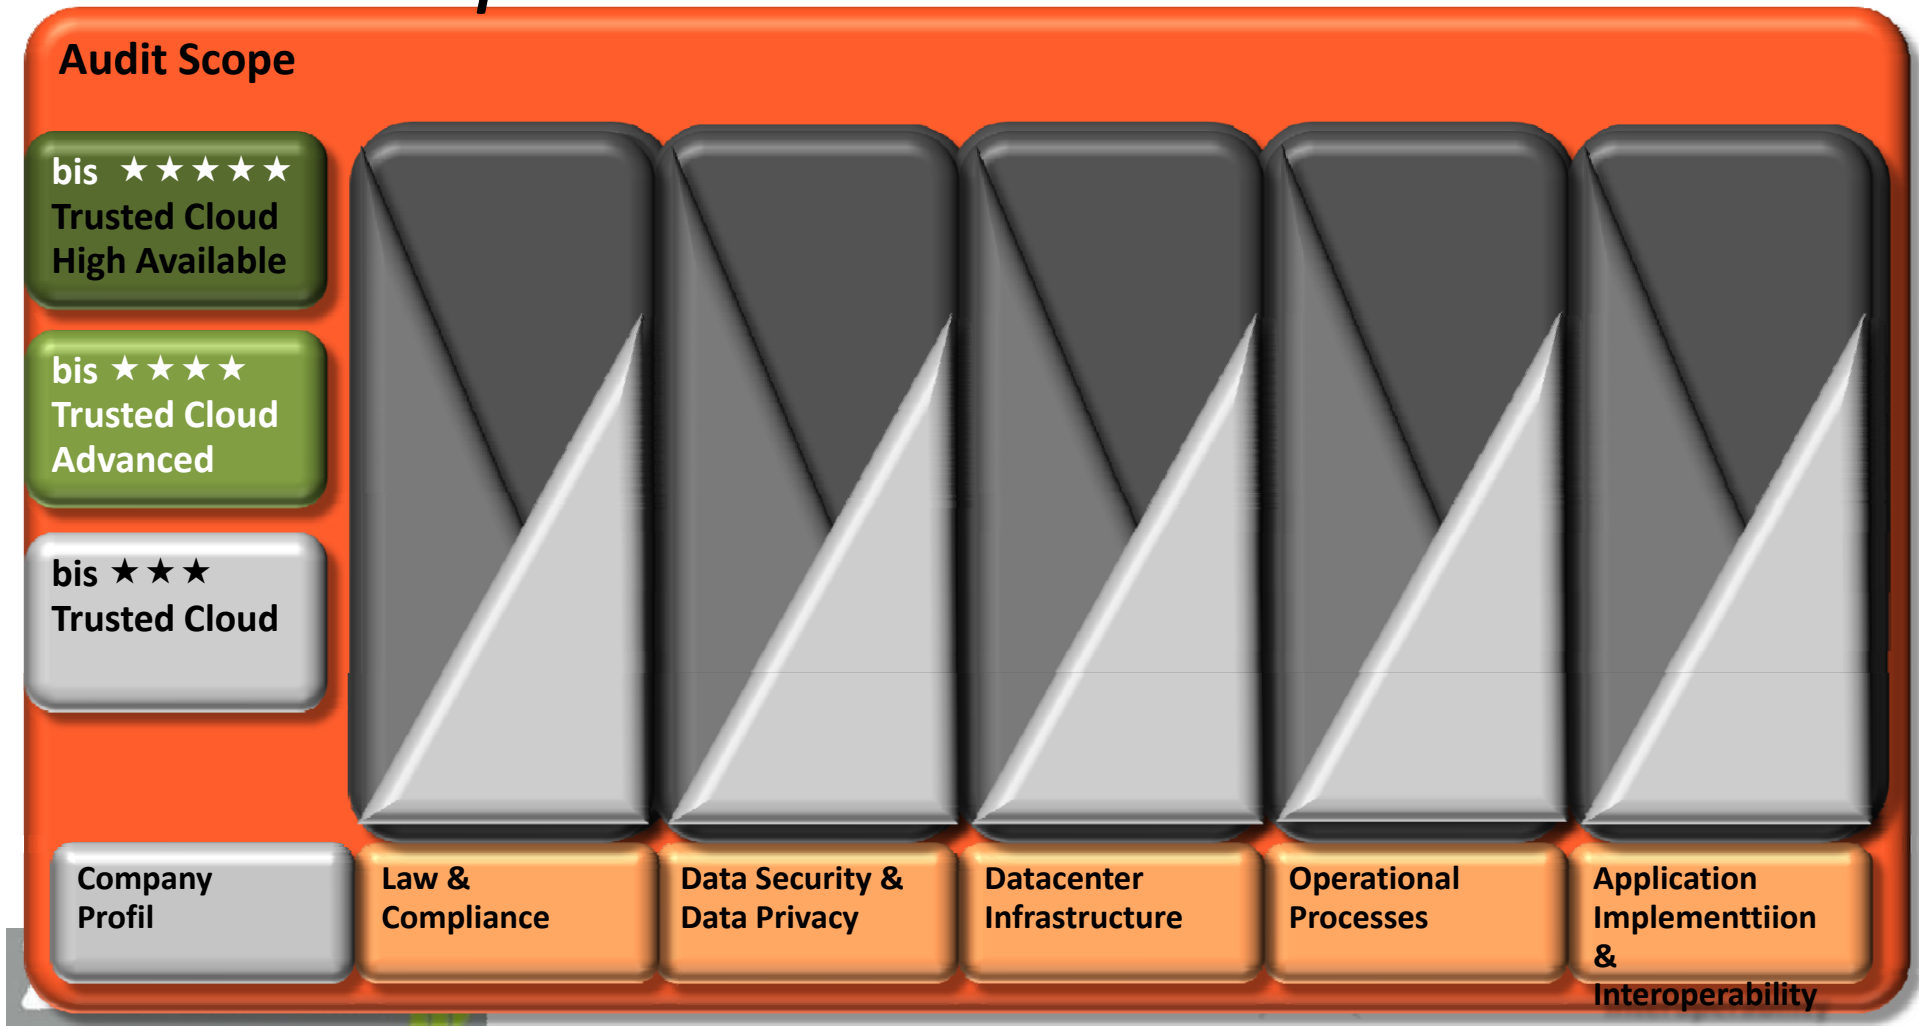 Audit Scope
bis ★★★★★
Trusted Cloud
High Available
bis ★★★★
Trusted Cloud
Advanced
bis ★★★
Trusted Cloud
Company
Profil
Law &
Compliance
Data Security &
Data Privacy
Datacenter
Infrastructure
Operational
Processes
Application
Implementtiion
&
Interoperability